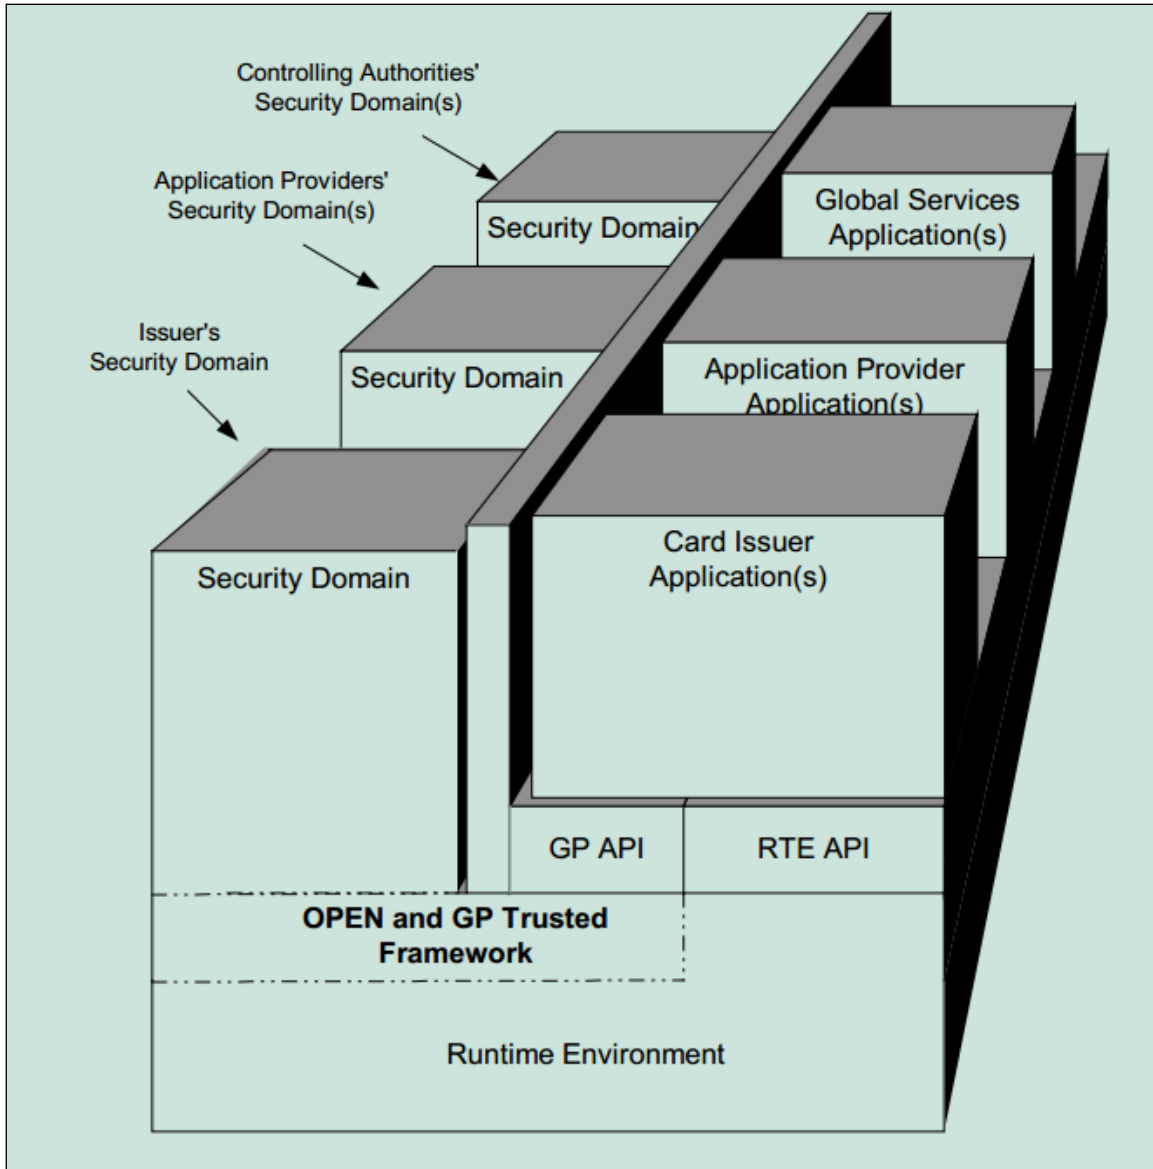 Controlling Authorities'
Security Domain(s)
Application Providers'
Security Domain(s)
Issuer's
Security Domain
Security Domain
Global Services
Application(s)
Security Domain
Application Provider
Application(s)
Security Domain
Card Issuer
Application(s)
GP API
RTE API
OPEN and GP Trusted
Framework
Runtime Environment